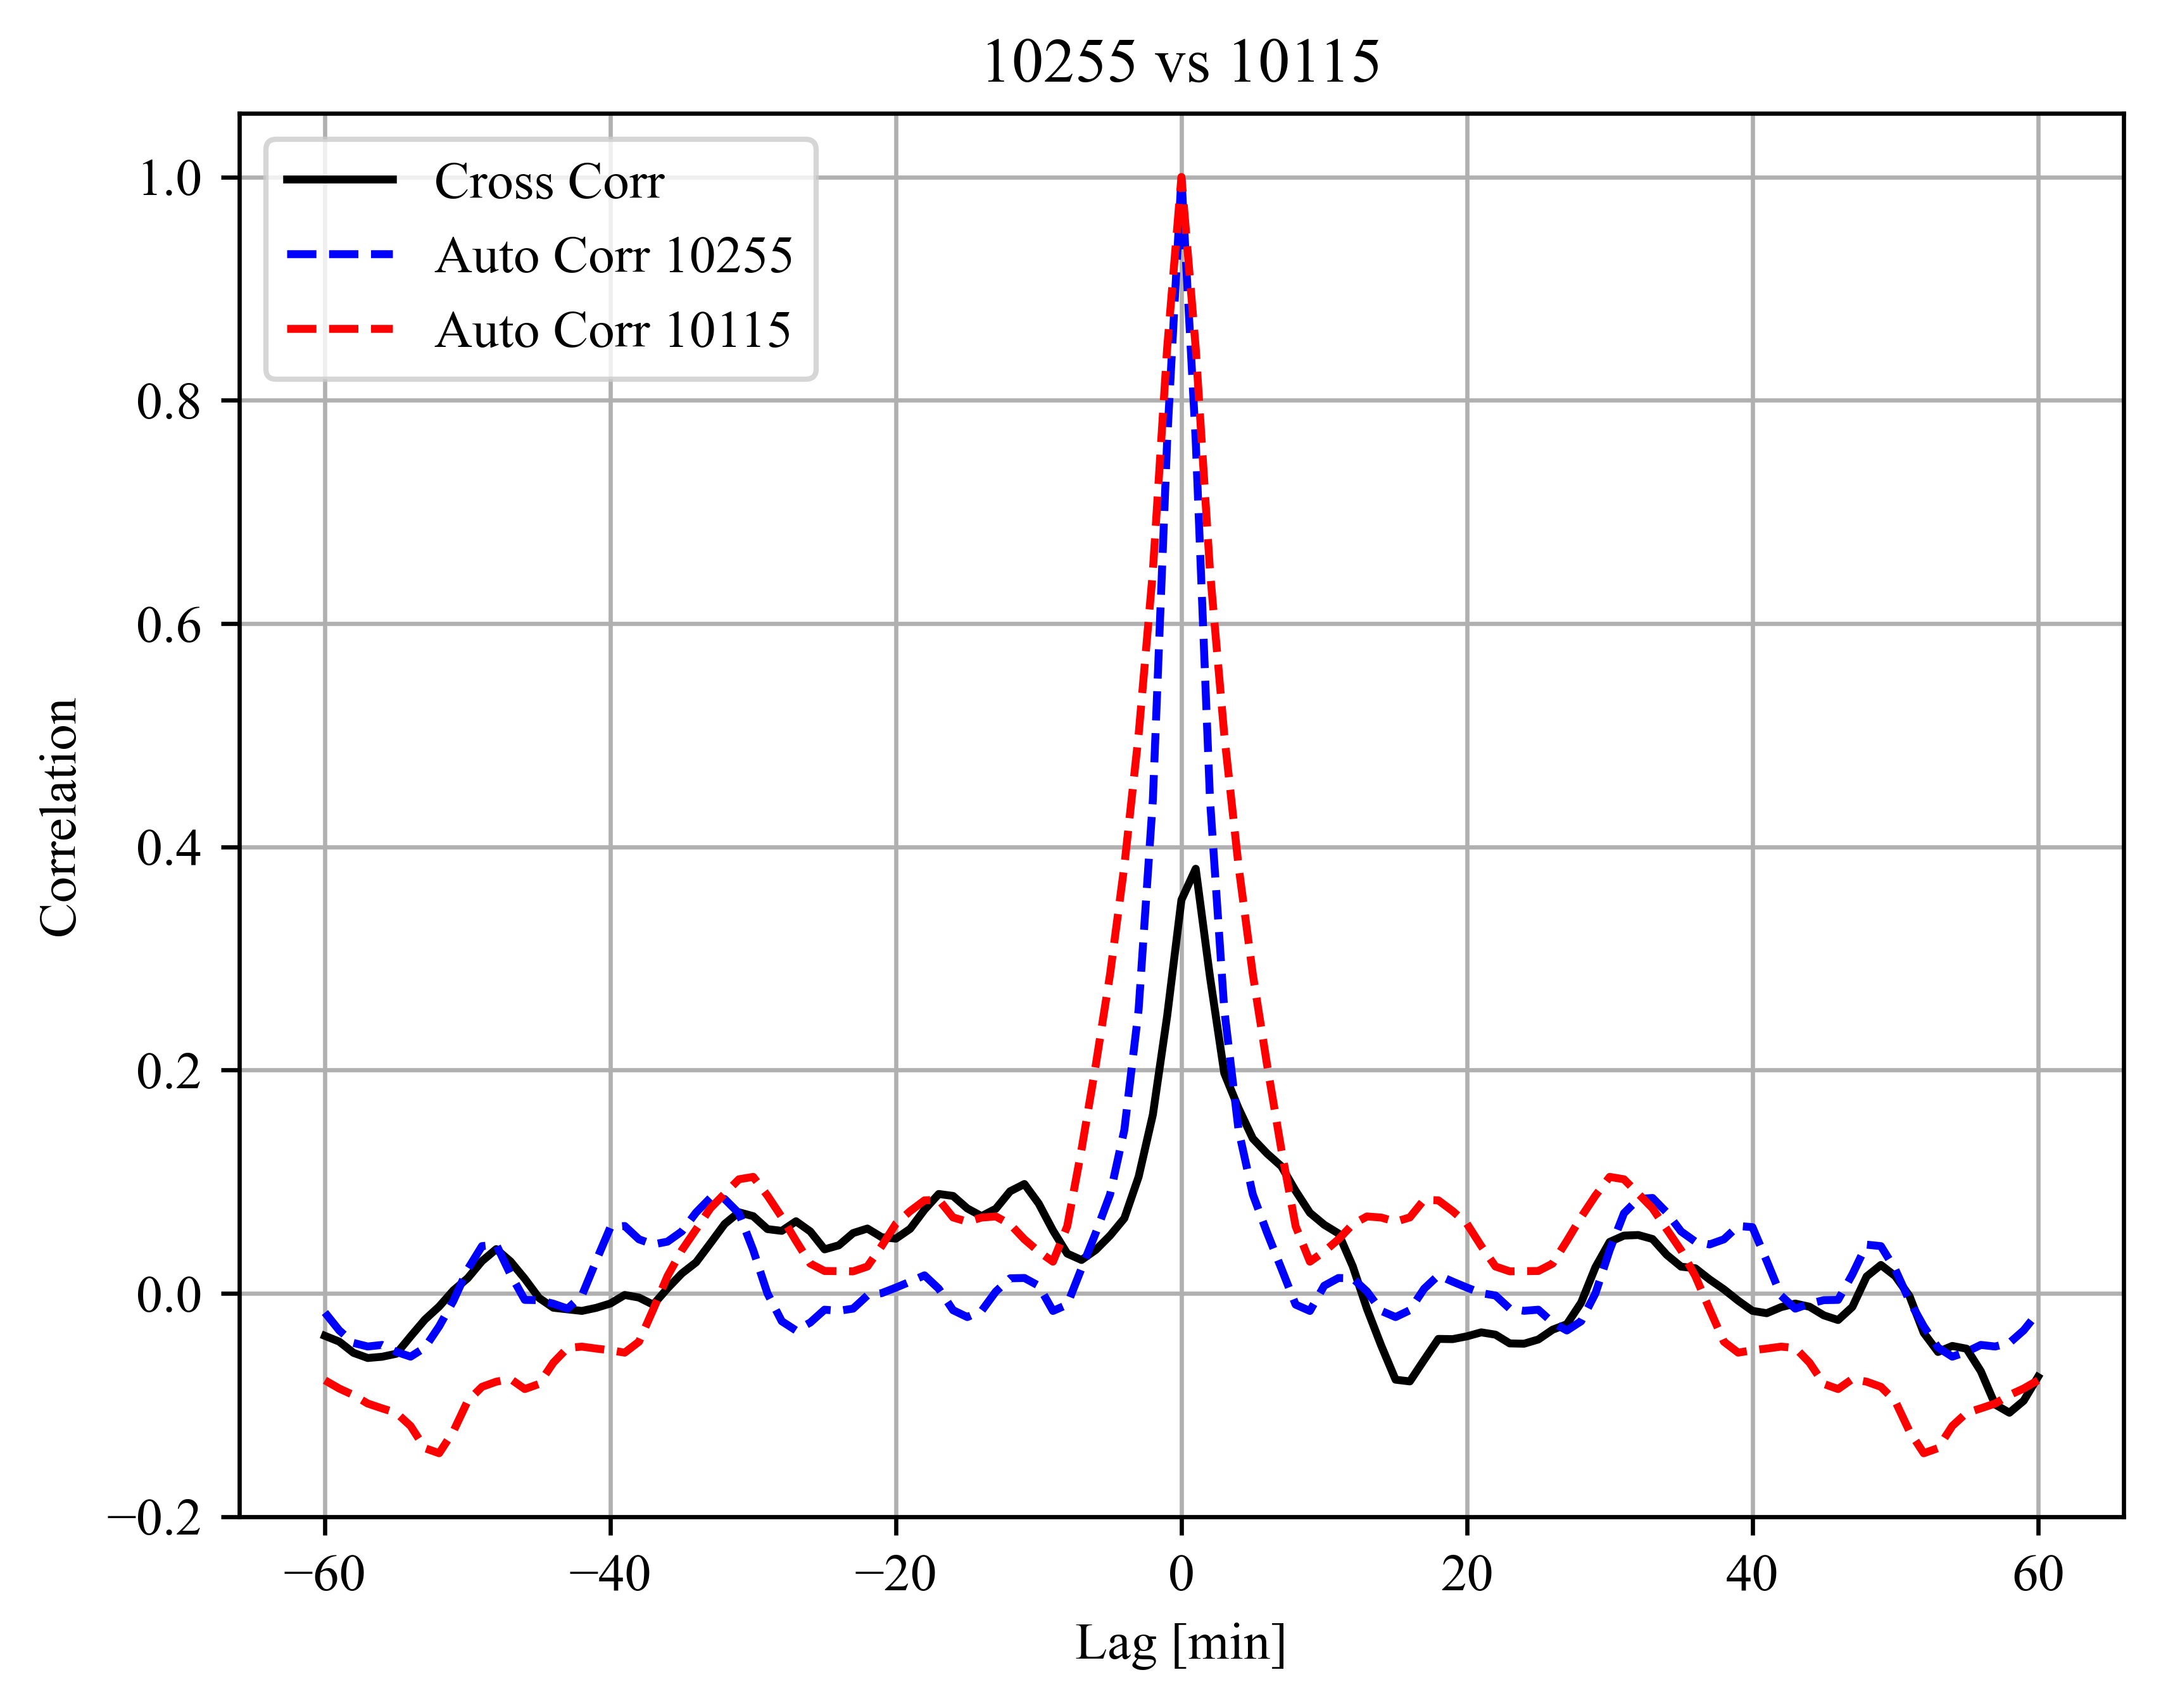 10255 vs 10115
Cross Corr
Auto Corr 10255
Auto Corr 10115
1.0
0.8
0.6
0.4
0.2
0.0
−0.2
Correlation
−60 −40 −20 0 20 40 60
Lag [min]